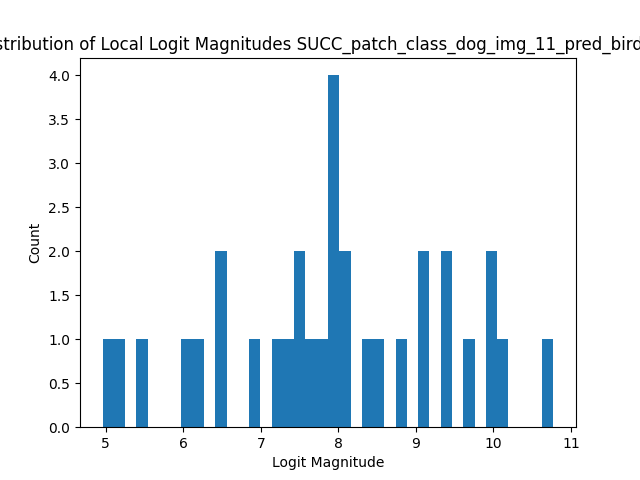 stribution of Local Logit Magnitudes SUCC_patch_class_dog_img_11_pred_bird
4.0
3.5
3.0
2.5
2.0
1.5
1.0
0.5
0.0
Count
5 6 7 8 9 10 11
Logit Magnitude